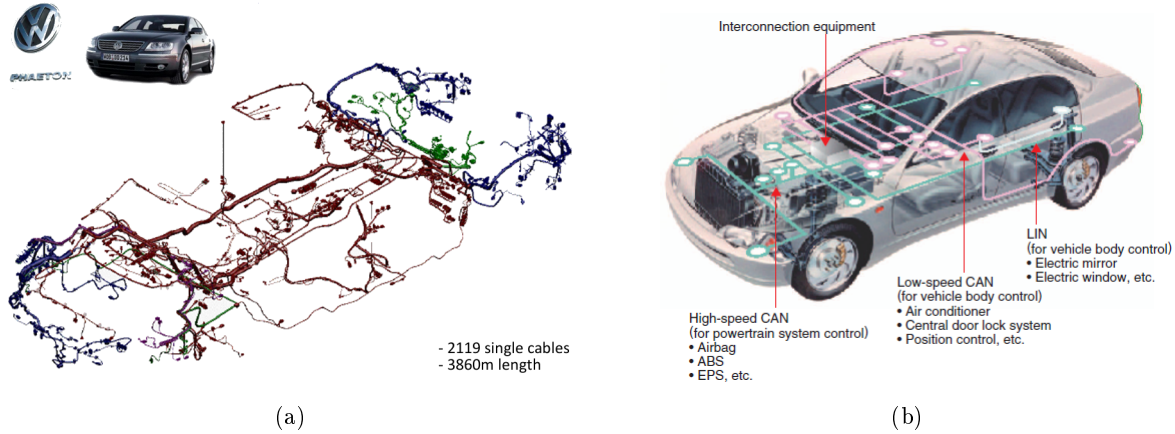 PHAETON
- 2119 single cables
- 3860m length
(a)
Interconnection equipment
High-speed CAN
(for powertrain system control)
• Airbag
• ABS
• EPS, etc.
Low-speed CAN
(for vehicle body control)
• Air conditioner
• Central door lock system
• Position control, etc.
LIN
(for vehicle body control)
• Electric mirror
• Electric window, etc.
(b)